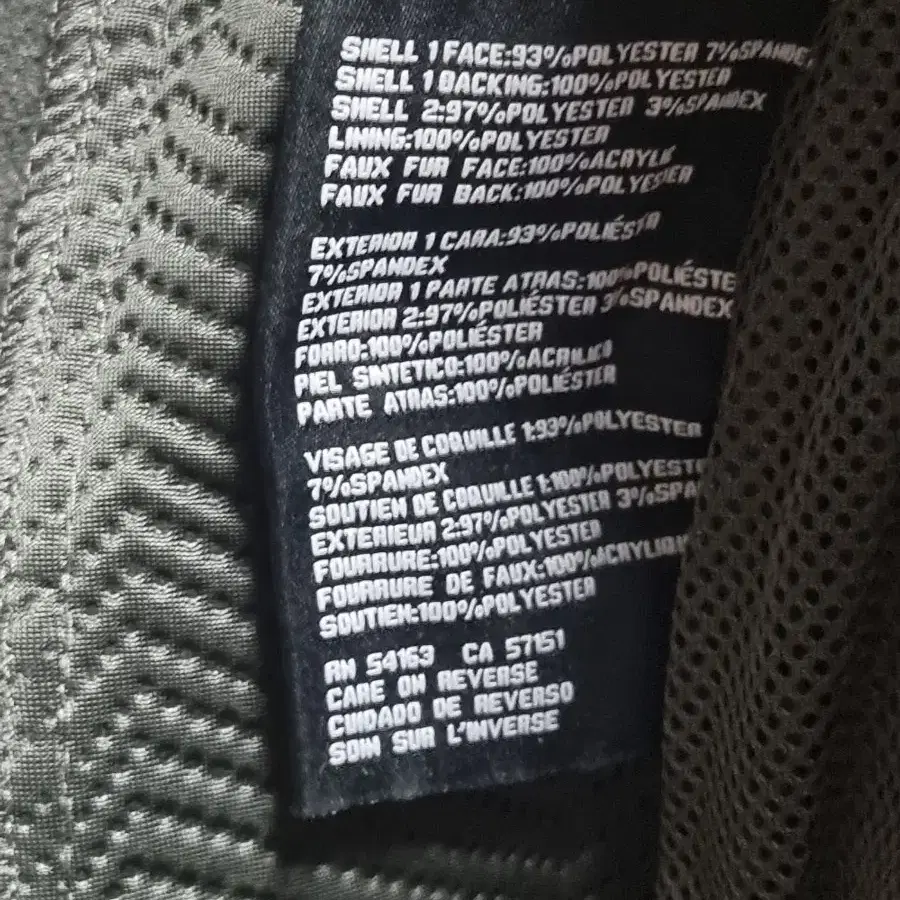 SHELL 1 FACE:93%POLYESTER 7%SPANDE
SHELL 1 BACKING:100%POLYESTER
SHELL 2:97%POLYESTER 3%SPANDEX
LINING:100%POLYESTER
FAUX FUR FACE:100%ACRYLIC
FAUX FUR BACK:100%POLYESTER
EXTERIOR 1 CARA:93%POLIÉSTER
7%SPANDEX
EXTERIOR 1 PARTE ATRAS:100%POLIÉSTE
EXTERIOR 2:97%POLIÉSTER 3%SPANDEX
FORRO:100%POLIÉSTER
PIEL SINTETICO:100%ACRILICO
PARTE ATRAS:100%POLIÉSTER
VISAGE DE COQUILLE 1:93%POLYESTER
7%SPANDEX
SOUTIEN DE COQUILLE 1:100%POLYESTE
EXTERIEUR 2:97%POLYESTER 3%SPA
FOURRURE:100%POLYESTER
FOURRURE DE FAUX:100%ACRYLIQU
SOUTIEN:100%POLYESTER
RN 54163 CA 57151
CARE ON REVERSE
CUIDADO DE REVERSO
SOIN SUR L'INVERSE